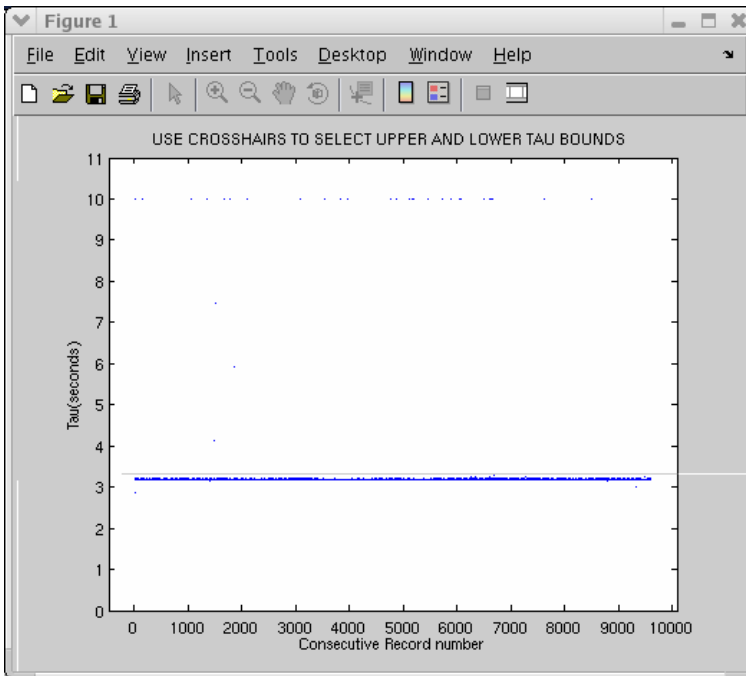 Figure 1
File Edit View Insert Tools Desktop Window Help
USE CROSSHAIRS TO SELECT UPPER AND LOWER TAU BOUNDS
11
10
9
8
7
6
5
4
3
2
1
0
Tau(seconds)
0 1000 2000 3000 4000 5000 6000 7000 8000 9000 10000
Consecutive Record number